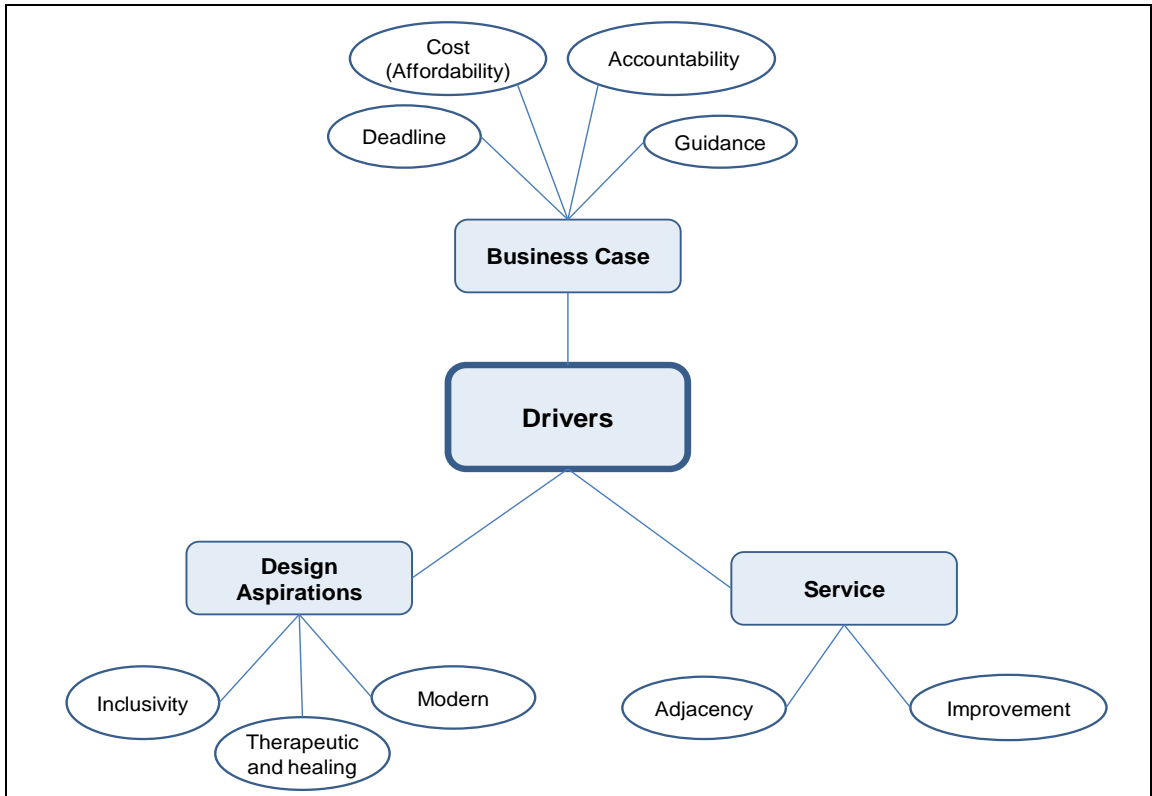 Cost
(Affordability)
Accountability
Deadline
Guidance
Business Case
Drivers
Design
Aspirations
Service
Inclusivity
Modern
Therapeutic
and healing
Adjacency
Improvement